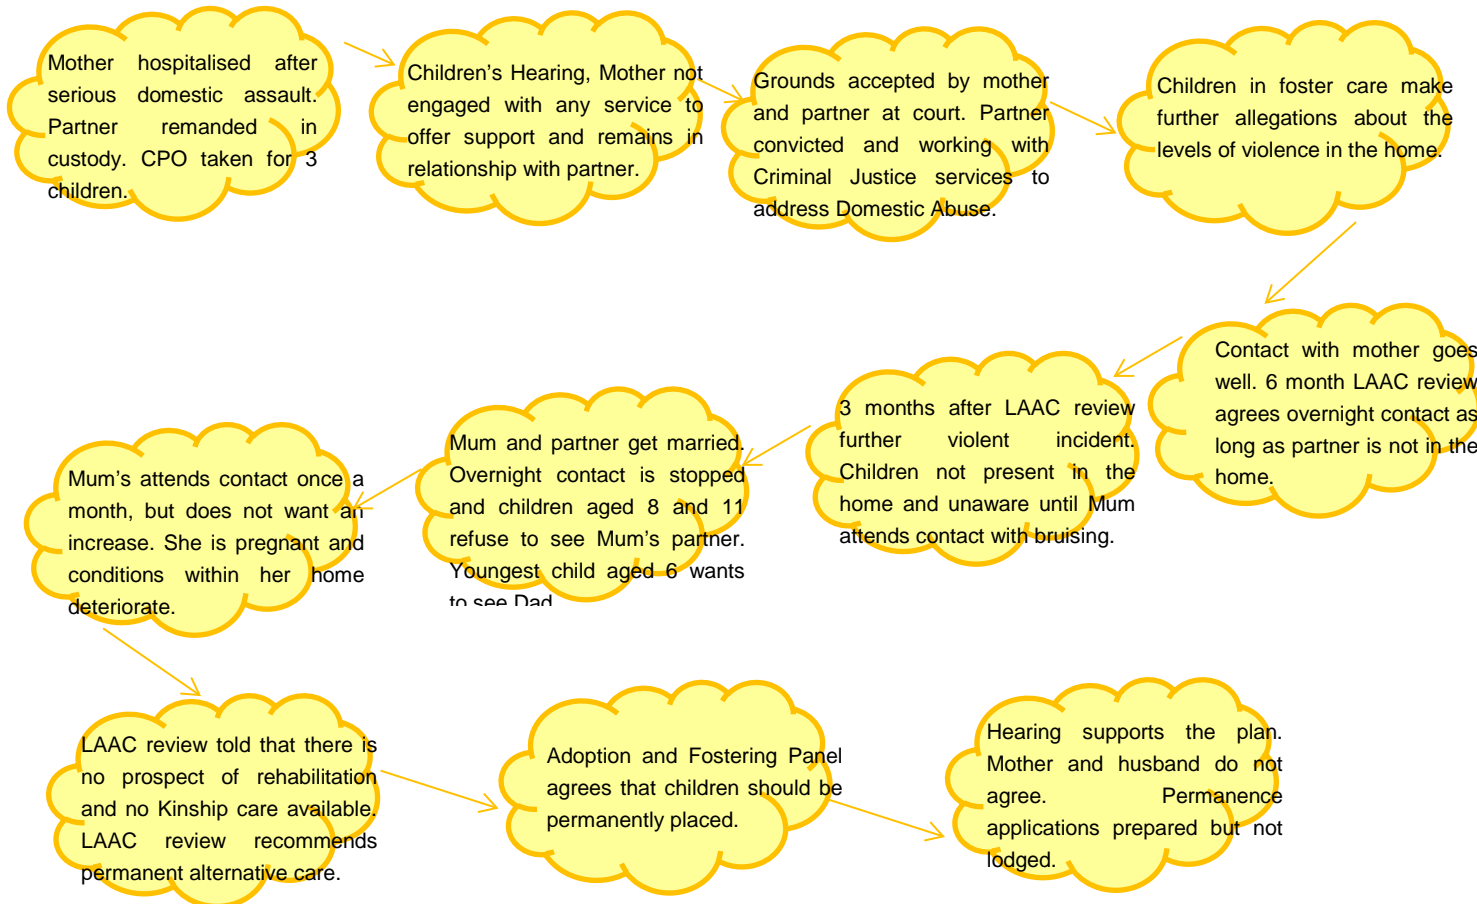 Mother hospitalised after
serious domestic assault.
Partner remanded in
custody. CPO taken for 3
children.
Children's Hearing, Mother not
engaged with any service to
offer support and remains in
relationship with partner.
Grounds accepted by mother
and partner at court. Partner
convicted and working with
Criminal Justice services to
address Domestic Abuse.
Children in foster care make
further allegations about the
levels of violence in the home.
Contact with mother goes
well. 6 month LAAC review
agrees overnight contact as
long as partner is not in the
home.
3 months after LAAC review
further violent incident.
Children not present in the
home and unaware until Mum
attends contact with bruising.
Mum and partner get married.
Overnight contact is stopped
and children aged 8 and 11
refuse to see Mum's partner.
Youngest child aged 6 wants
to see Dad
Mum's attends contact once a
month, but does not want an
increase. She is pregnant and
conditions within her home
deteriorate.
LAAC review told that there is
no prospect of rehabilitation
and no Kinship care available.
LAAC review recommends
permanent alternative care.
Adoption and Fostering Panel
agrees that children should be
permanently placed.
Hearing supports the plan.
Mother and husband do not
agree. Permanence
applications prepared but not
lodged.